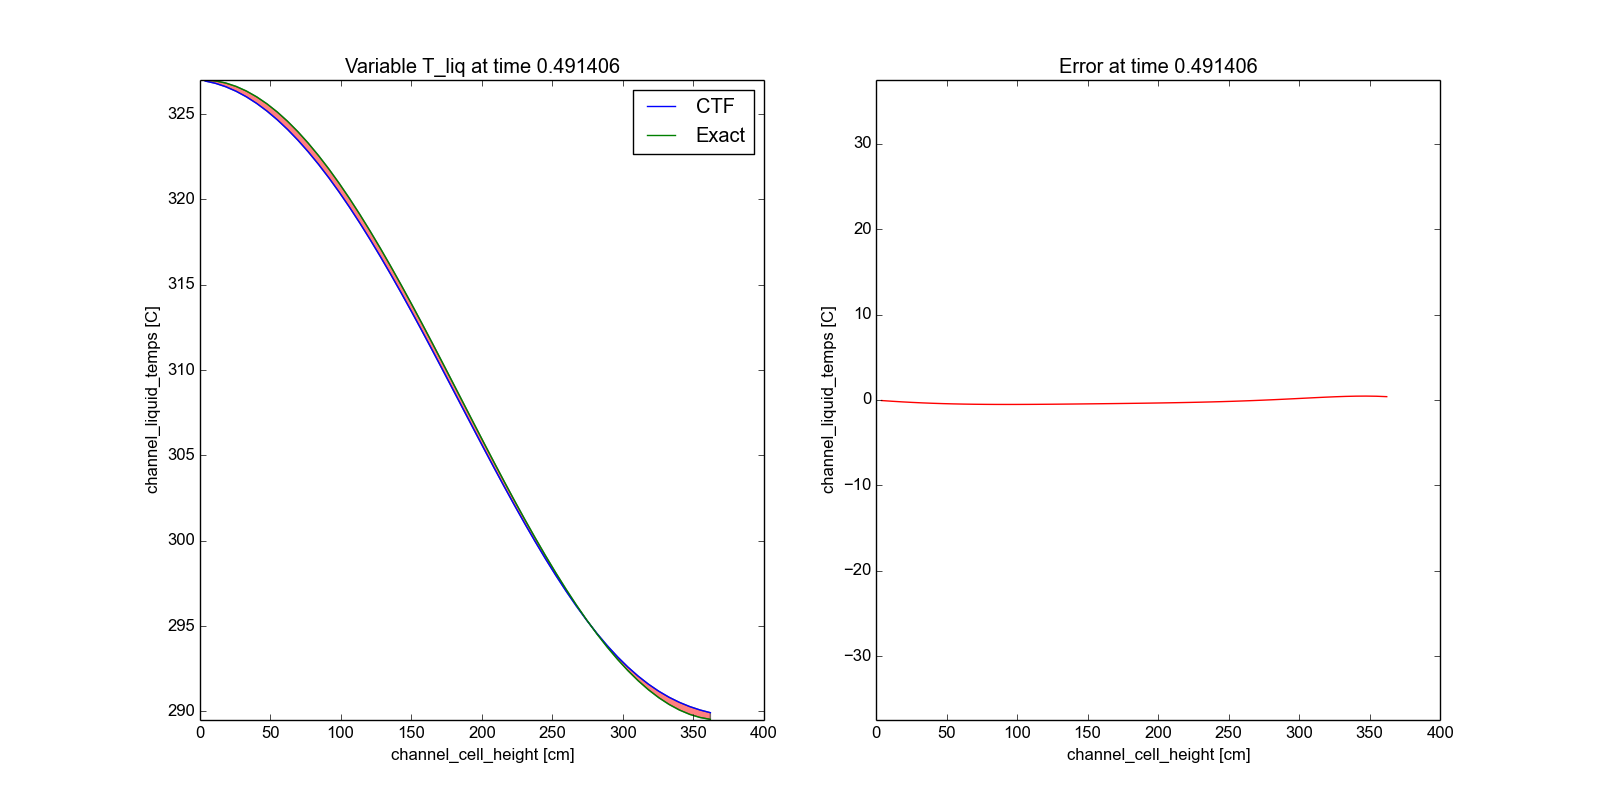 Variable T_liq at time 0.491406
CTF
Exact
325
320
315
310
305
300
295
290
channel_liquid_temps [C]
0 50 100 150 200 250 300 350 400
channel_cell_height [cm]
Error at time 0.491406
30
20
10
0
−10
−20
−30
channel_liquid_temps [C]
0 50 100 150 200 250 300 350 400
channel_cell_height [cm]